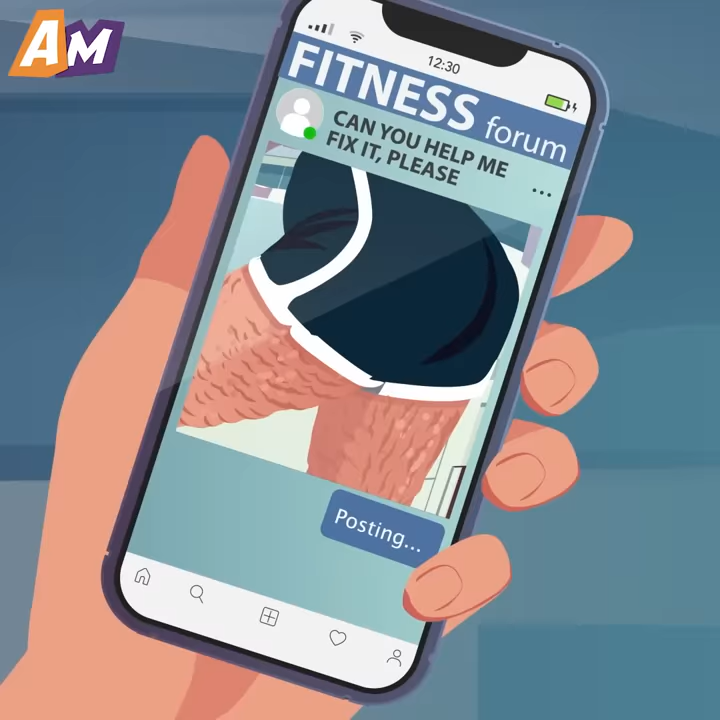 AM
12:30
FITNESS forum
CAN YOU HELP ME
FIX IT, PLEASE
...
Posting...